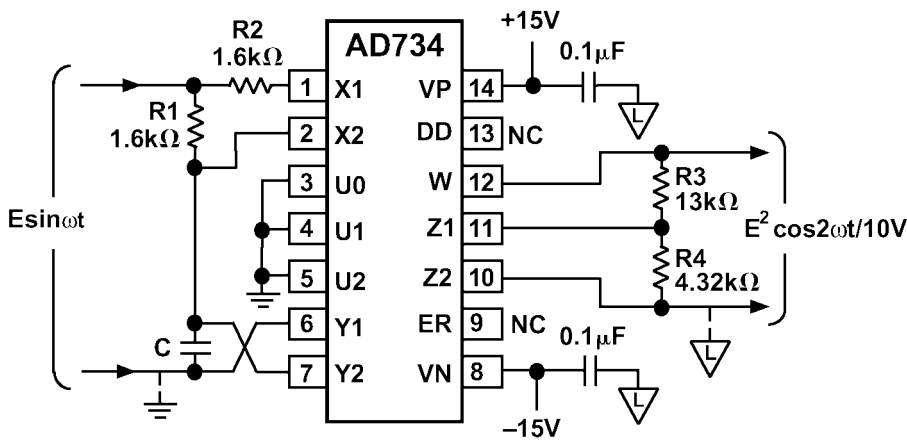 R2
1.6kΩ
R1
1.6kΩ
Esinωt
C
AD734
1 X1
2 X2
3 U0
4 U1
5 U2
6 Y1
7 Y2
VP 14
DD 13 NC
W 12
Z1 11
Z2 10
ER 9 NC
VN 8
+15V
0.1μF
L
R3
13kΩ
R4
4.32kΩ
E² cos2ωt/10V
L
0.1μF
L
–15V